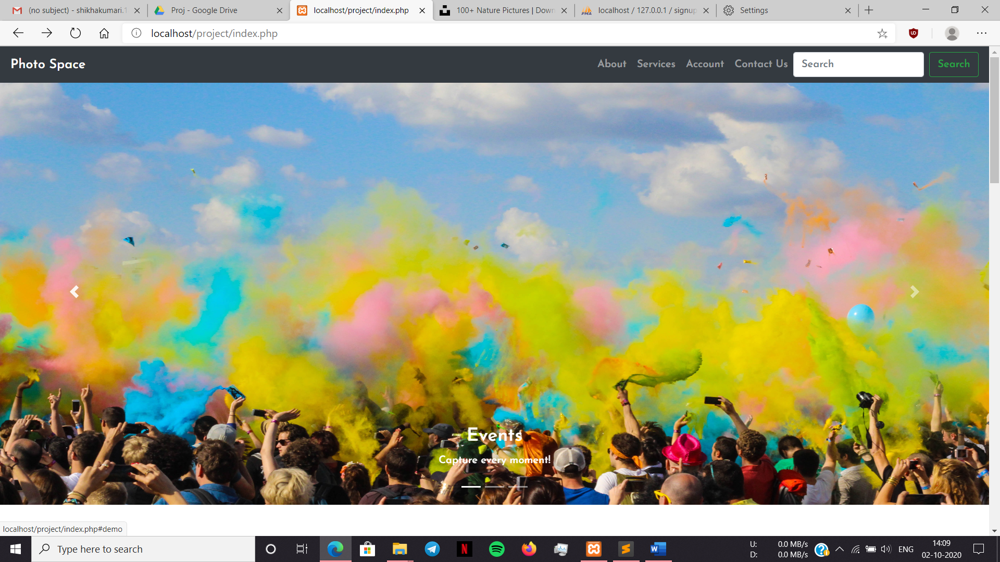 (no subject) - shikhakumari.1
Proj - Google Drive
localhost/project/index.php
100+ Nature Pictures | Down
PMA
localhost / 127.0.0.1 / signup
Settings
localhost/project/index.php
Photo Space
About
Services
Account
Contact Us
Search
Search
Events
Capture every moment!
localhost/project/index.php#demo
Type here to search
U: 0.0 MB/s
D: 0.0 MB/s
ENG
14:09
02-10-2020